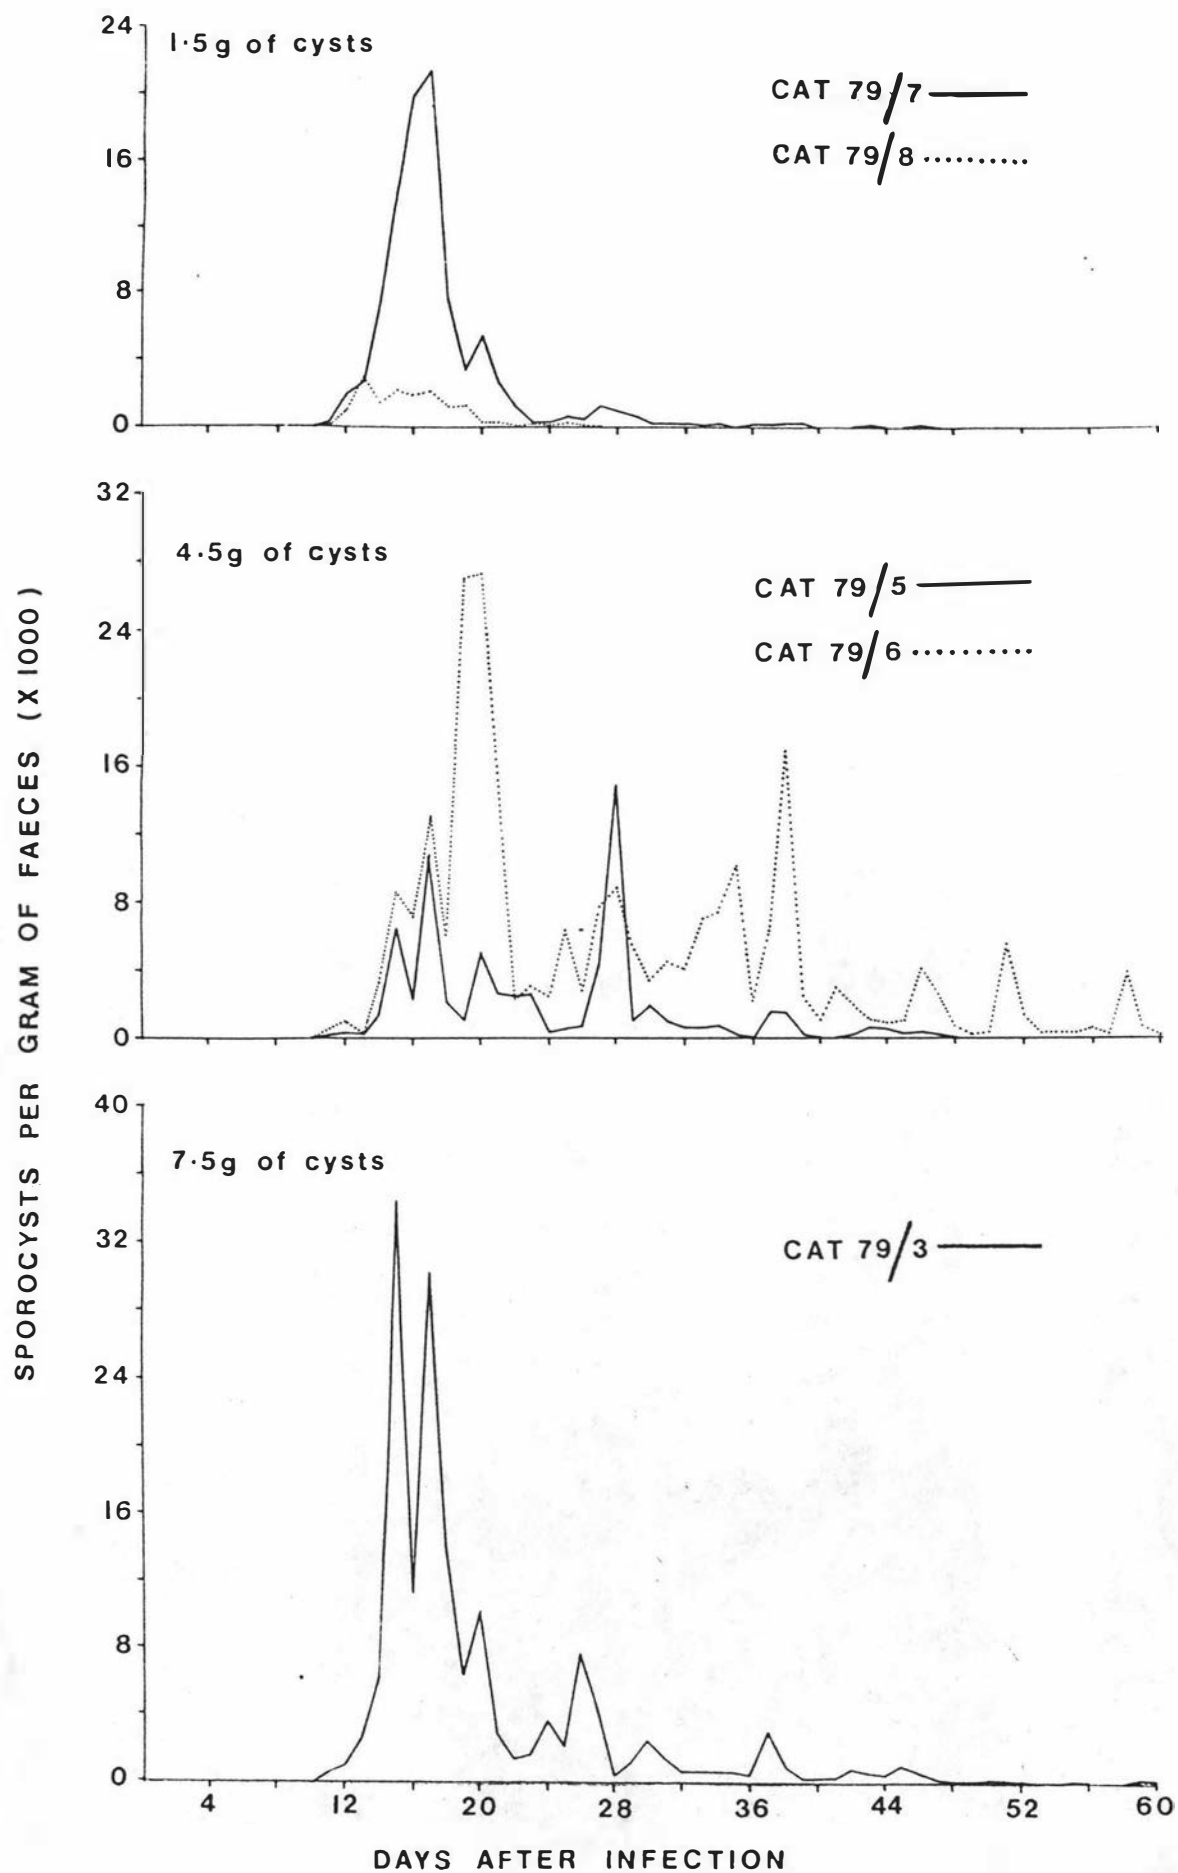 24
1·5g of cysts
CAT 79/7
CAT 79/8
16
8
0
32
4·5g of cysts
CAT 79/5
CAT 79/6
24
16
8
0
SPOROCYSTS PER GRAM OF FAECES (X1000)
40
7·5g of cysts
CAT 79/3
32
24
16
8
0
4 12 20 28 36 44 52 60
DAYS AFTER INFECTION